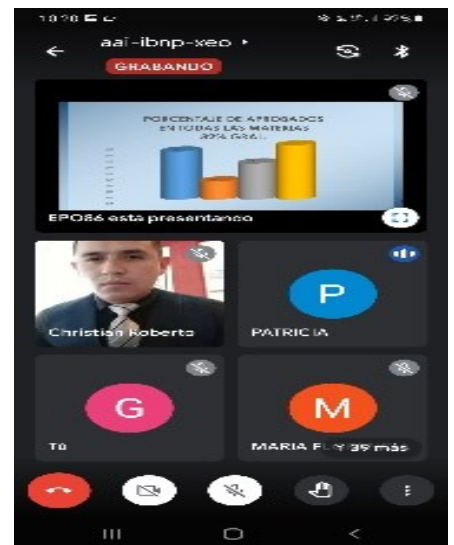 aai-ibnp-xeo
GRABANDO
PORCENTAJE DE APROBADOS
EN TODAS LAS MATERIAS
GRAL.
EPO86 está presentando
Christian Roberto
PATRICIA
P
G
M
Tú
MARIA
Y 39 más